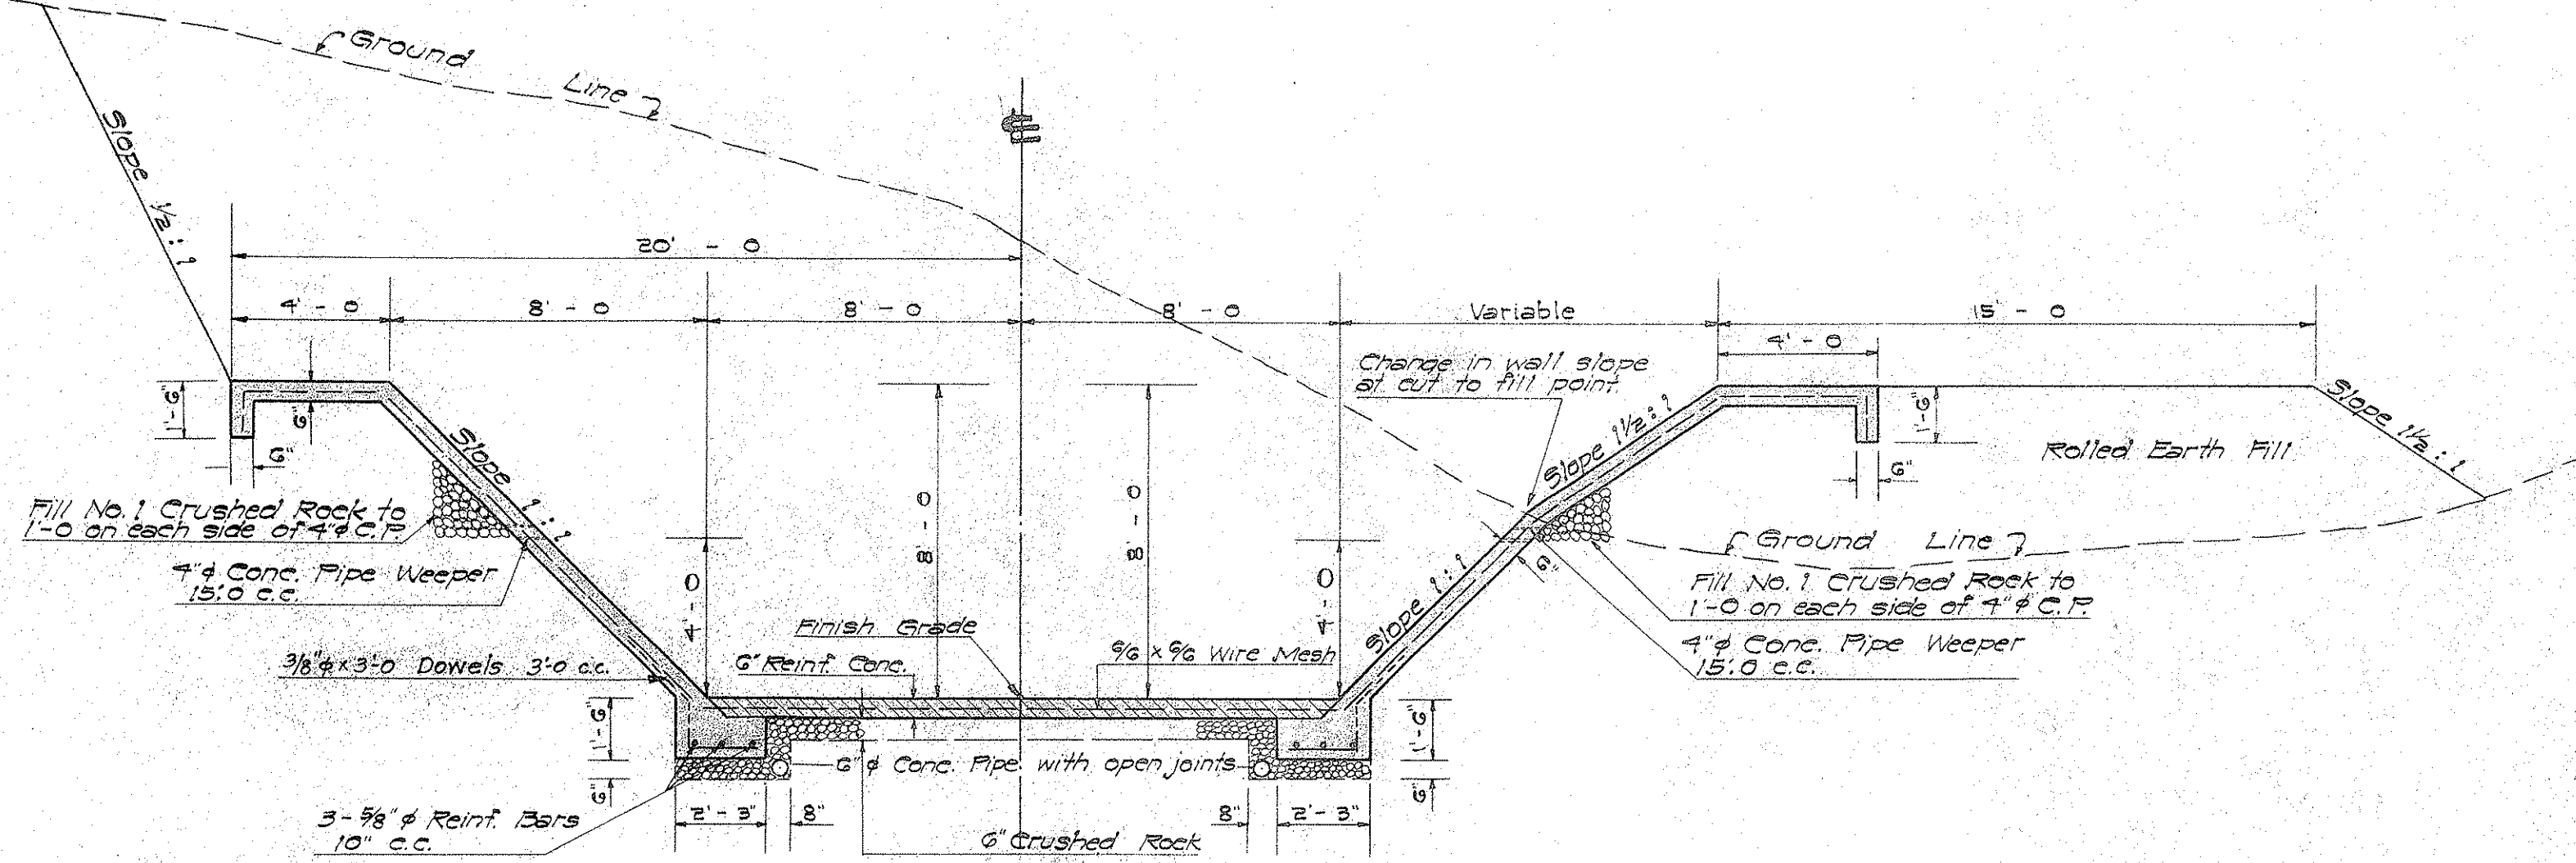 Ground
Line
Slope 1/2 : 1
℄
20' - 0
4' - 0
8' - 0
8' - 0
8' - 0
Variable
15' - 0
4' - 0
Change in wall slope
at cut to fill point.
1'-6"
6"
6"
Slope 1 : 1
8' - 0
8' - 0
Slope 1½ : 1
1'-6"
6"
Rolled Earth Fill
Slope 1½ : 1
Fill No. 1 Crushed Rock to
1'-0 on each side of 4"φ C.P.
4"φ Conc. Pipe Weeper
15'.0 c.c.
4'-0
4'-0
Slope 1 : 1
6"
Ground Line
Fill No. 1 Crushed Rock to
1'-0 on each side of 4"φ C.P.
4"φ Conc. Pipe Weeper
15'.0 c.c.
Finish Grade
3/8"φ x 3'-0 Dowels 3'-0 c.c.
6" Reinf. Conc.
6/6 x 6/6 Wire Mesh
1'-6"
6"
6"φ Conc. Pipe with open joints
1'-6"
6"
3 - 5/8" φ Reinf. Bars
10" c.c.
2' - 3"
8"
8"
2' - 3"
6" Crushed Rock